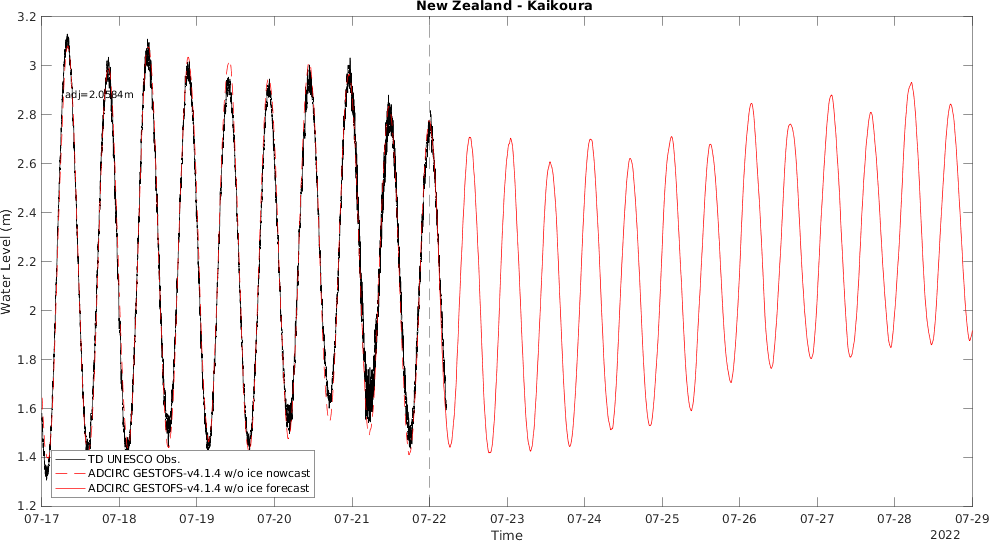 New Zealand - Kaikoura
3.2
3
2.8
2.6
2.4
2.2
2
1.8
1.6
1.4
1.2
Water Level (m)
adj=2.0584m
TD UNESCO Obs.
ADCIRC GESTOFS-v4.1.4 w/o ice nowcast
ADCIRC GESTOFS-v4.1.4 w/o ice forecast
07-17 07-18 07-19 07-20 07-21 07-22 07-23 07-24 07-25 07-26 07-27 07-28 07-29
Time
2022